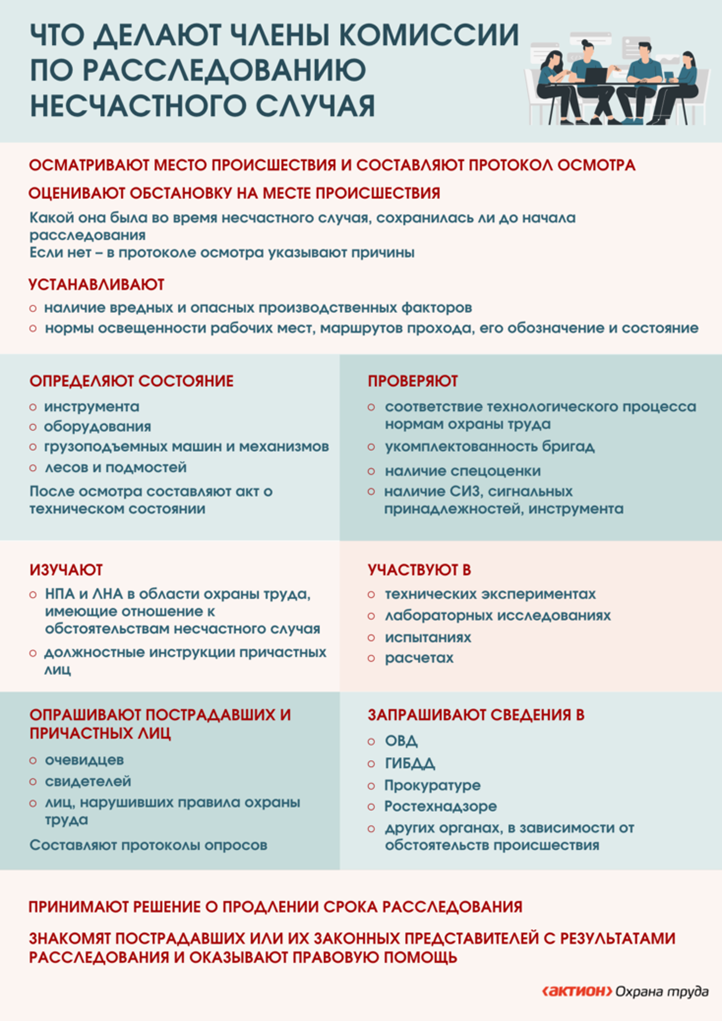 ЧТО ДЕЛАЮТ ЧЛЕНЫ КОМИССИИ
ПО РАССЛЕДОВАНИЮ
НЕСЧАСТНОГО СЛУЧАЯ
ОСМАТРИВАЮТ МЕСТО ПРОИСШЕСТВИЯ И СОСТАВЛЯЮТ ПРОТОКОЛ ОСМОТРА
ОЦЕНИВАЮТ ОБСТАНОВКУ НА МЕСТЕ ПРОИСШЕСТВИЯ
Какой она была во время несчастного случая, сохранилась ли до начала
расследования
Если нет – в протоколе осмотра указывают причины
УСТАНАВЛИВАЮТ
наличие вредных и опасных производственных факторов
нормы освещенности рабочих мест, маршрутов прохода, его обозначение и состояние
ОПРЕДЕЛЯЮТ СОСТОЯНИЕ
инструмента
оборудования
грузоподъемных машин и механизмов
лесов и подмостей
После осмотра составляют акт о
техническом состоянии
ПРОВЕРЯЮТ
соответствие технологического процесса
нормам охраны труда
укомплектованность бригад
наличие спецоценки
наличие СИЗ, сигнальных
принадлежностей, инструмента
ИЗУЧАЮТ
НПА и ЛНА в области охраны труда,
имеющие отношение к
обстоятельствам несчастного случая
должностные инструкции причастных
лиц
УЧАСТВУЮТ В
технических экспериментах
лабораторных исследованиях
испытаниях
расчетах
ОПРАШИВАЮТ ПОСТРАДАВШИХ И
ПРИЧАСТНЫХ ЛИЦ
очевидцев
свидетелей
лиц, нарушивших правила охраны
труда
Составляют протоколы опросов
ЗАПРАШИВАЮТ СВЕДЕНИЯ В
ОВД
ГИБДД
Прокуратуре
Ростехнадзоре
других органах, в зависимости от
обстоятельств происшествия
ПРИНИМАЮТ РЕШЕНИЕ О ПРОДЛЕНИИ СРОКА РАССЛЕДОВАНИЯ
ЗНАКОМЯТ ПОСТРАДАВШИХ ИЛИ ИХ ЗАКОННЫХ ПРЕДСТАВИТЕЛЕЙ С РЕЗУЛЬТАТАМИ
РАССЛЕДОВАНИЯ И ОКАЗЫВАЮТ ПРАВОВУЮ ПОМОЩЬ
‹актион› Охрана труда